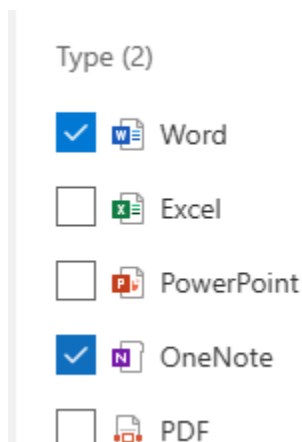 Type (2)
Word
Excel
PowerPoint
OneNote
PDF